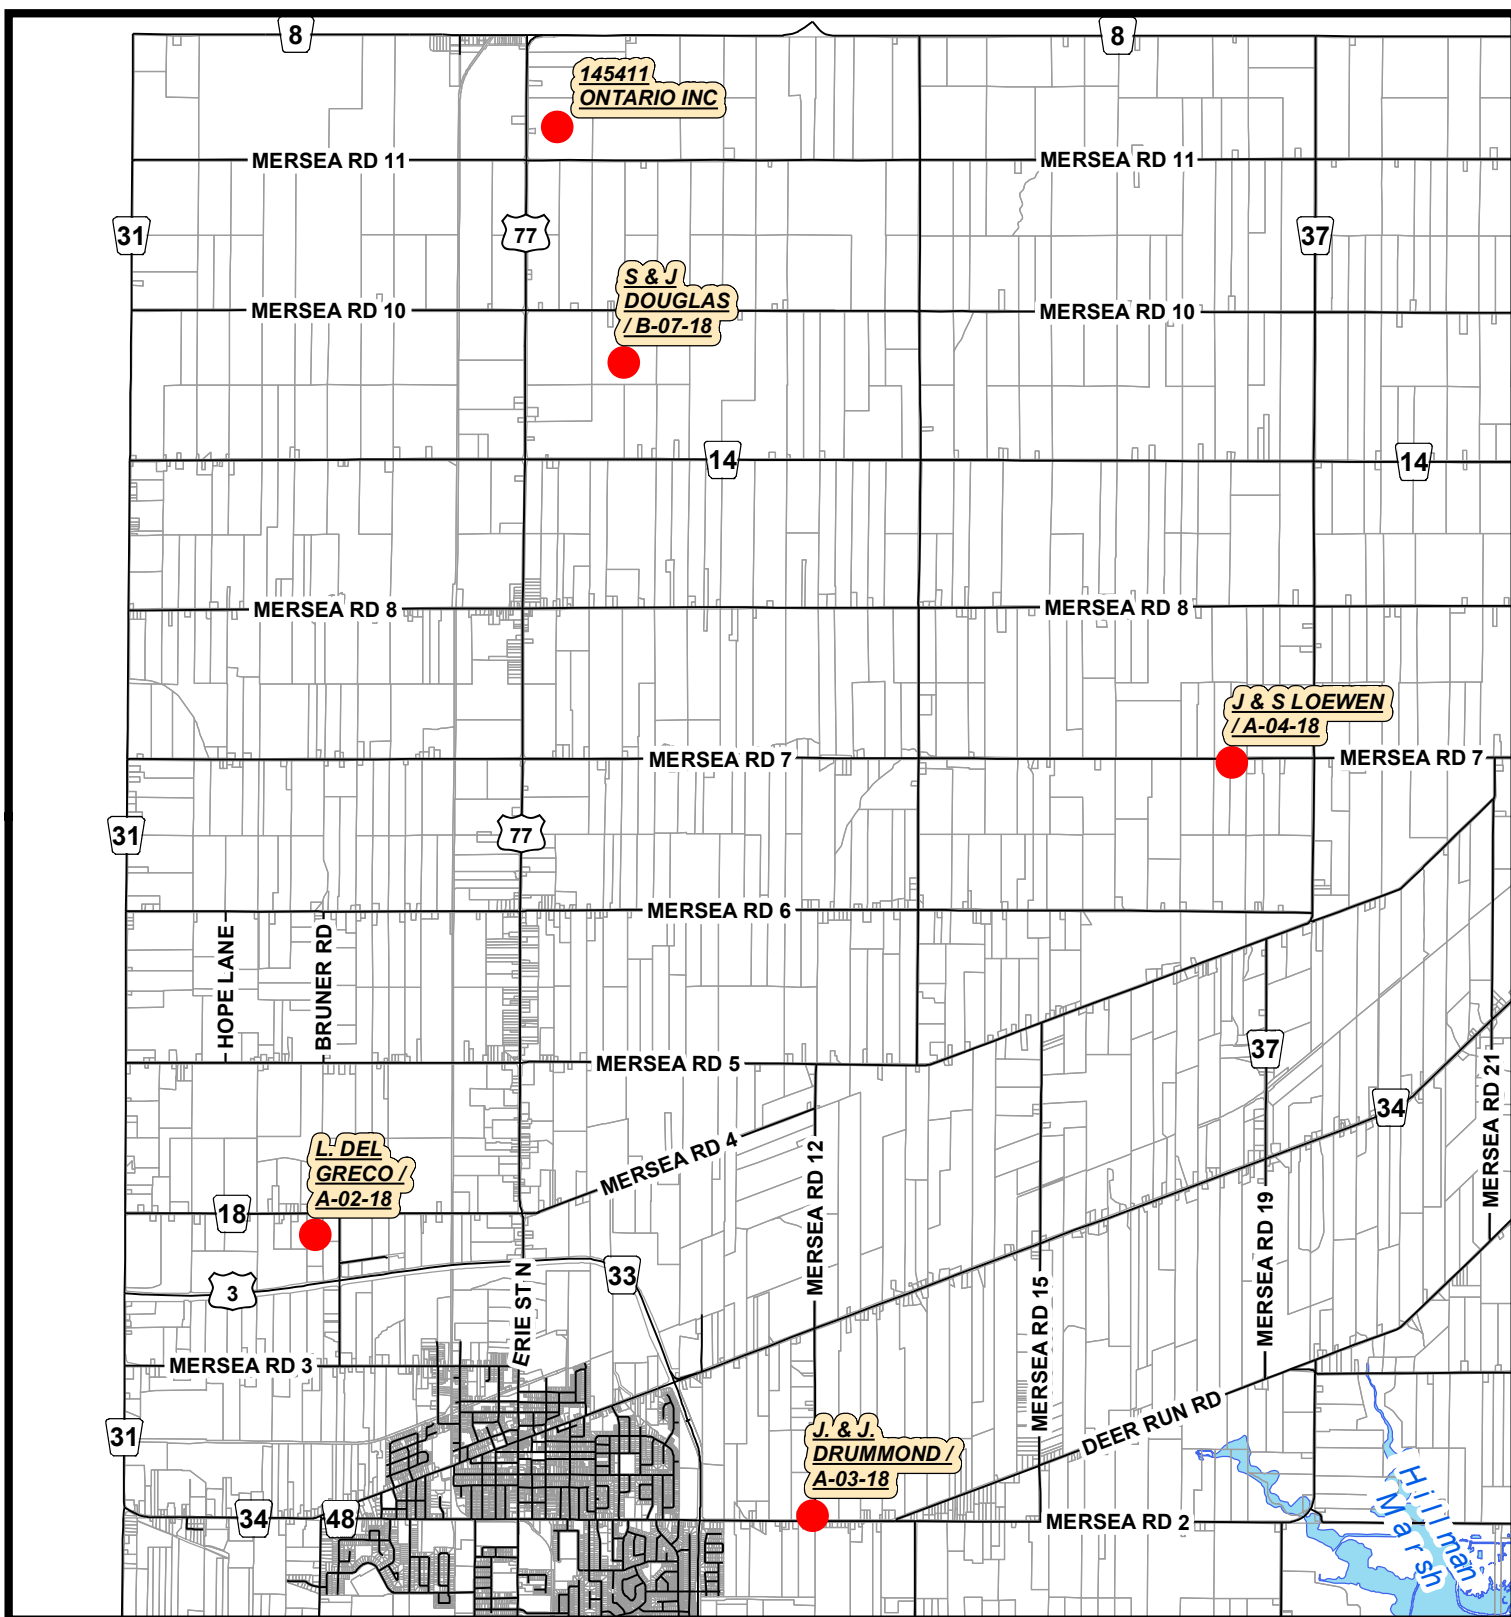 8
8
145411
ONTARIO INC
MERSEA RD 11
MERSEA RD 11
31
77
37
S & J
DOUGLAS
/ B-07-18
MERSEA RD 10
MERSEA RD 10
14
14
MERSEA RD 8
MERSEA RD 8
J & S LOEWEN
/ A-04-18
MERSEA RD 7
MERSEA RD 7
31
77
MERSEA RD 6
HOPE LANE
BRUNER RD
MERSEA RD 5
37
34
MERSEA RD 21
MERSEA RD 4
MERSEA RD 12
L. DEL
GRECO /
A-02-18
18
MERSEA RD 19
3
33
ERIE ST N
MERSEA RD 15
MERSEA RD 3
31
J. & J.
DRUMMOND /
A-03-18
DEER RUN RD
34
48
MERSEA RD 2
Hillman
Marsh